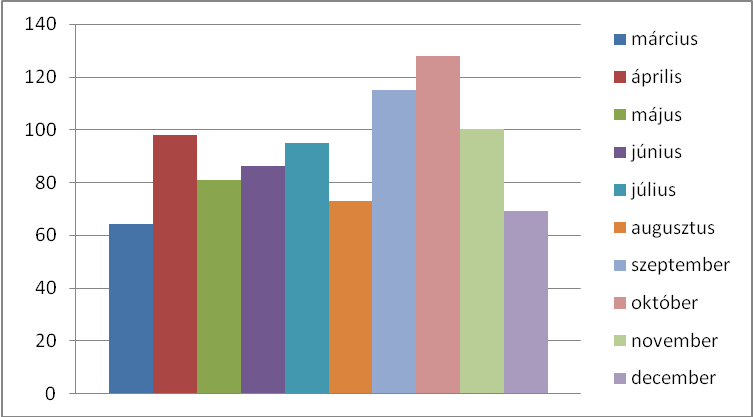 140
120
100
80
60
40
20
0
március
április
május
június
július
augusztus
szeptember
október
november
december